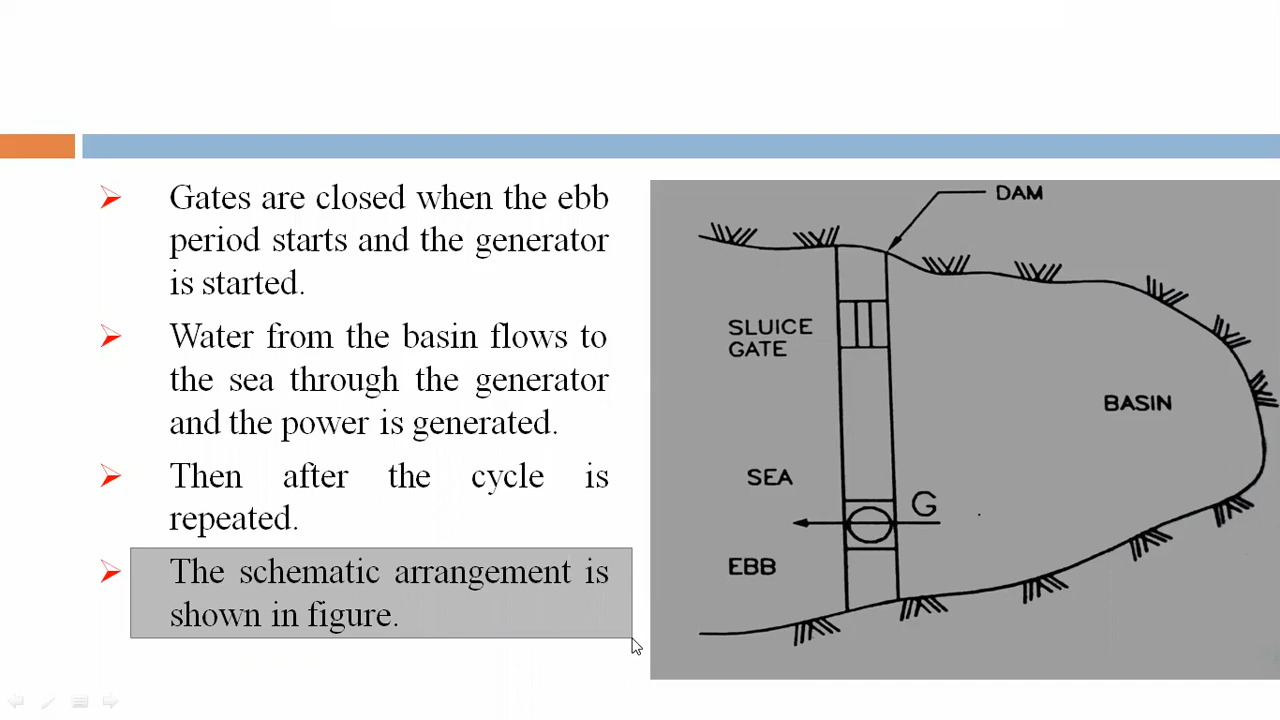 Gates are closed when the ebb
period starts and the generator
is started.
Water from the basin flows to
the sea through the generator
and the power is generated.
Then after the cycle is
repeated.
The schematic arrangement is
shown in figure.
DAM
SLUICE
GATE
BASIN
SEA
G
EBB